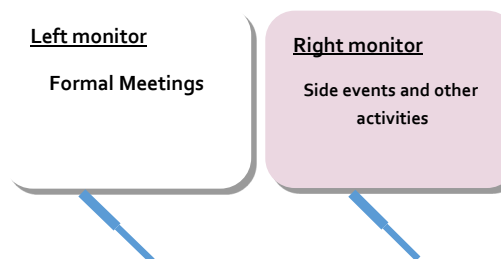 Left monitor
Formal Meetings
Right monitor
Side events and other
activities